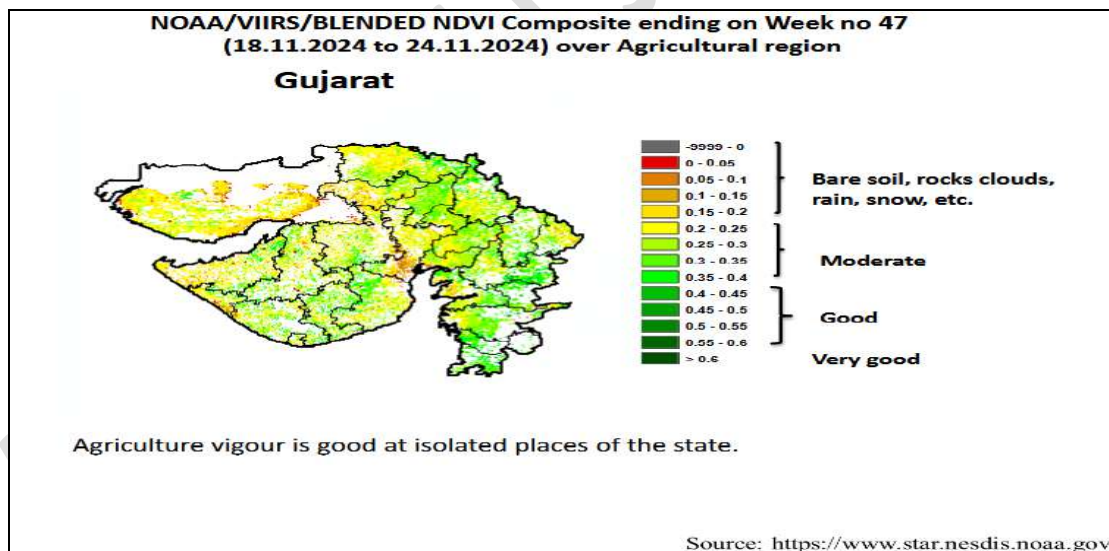 NOAA/VIIRS/BLENDED NDVI Composite ending on Week no 47
(18.11.2024 to 24.11.2024) over Agricultural region
Gujarat
-9999 - 0
0 - 0.05
0.05 - 0.1
0.1 - 0.15
0.15 - 0.2
0.2 - 0.25
0.25 - 0.3
0.3 - 0.35
0.35 - 0.4
0.4 - 0.45
0.45 - 0.5
0.5 - 0.55
0.55 - 0.6
> 0.6
Bare soil, rocks clouds,
rain, snow, etc.
Moderate
Good
Very good
Agriculture vigour is good at isolated places of the state.
Source: https://www.star.nesdis.noaa.gov